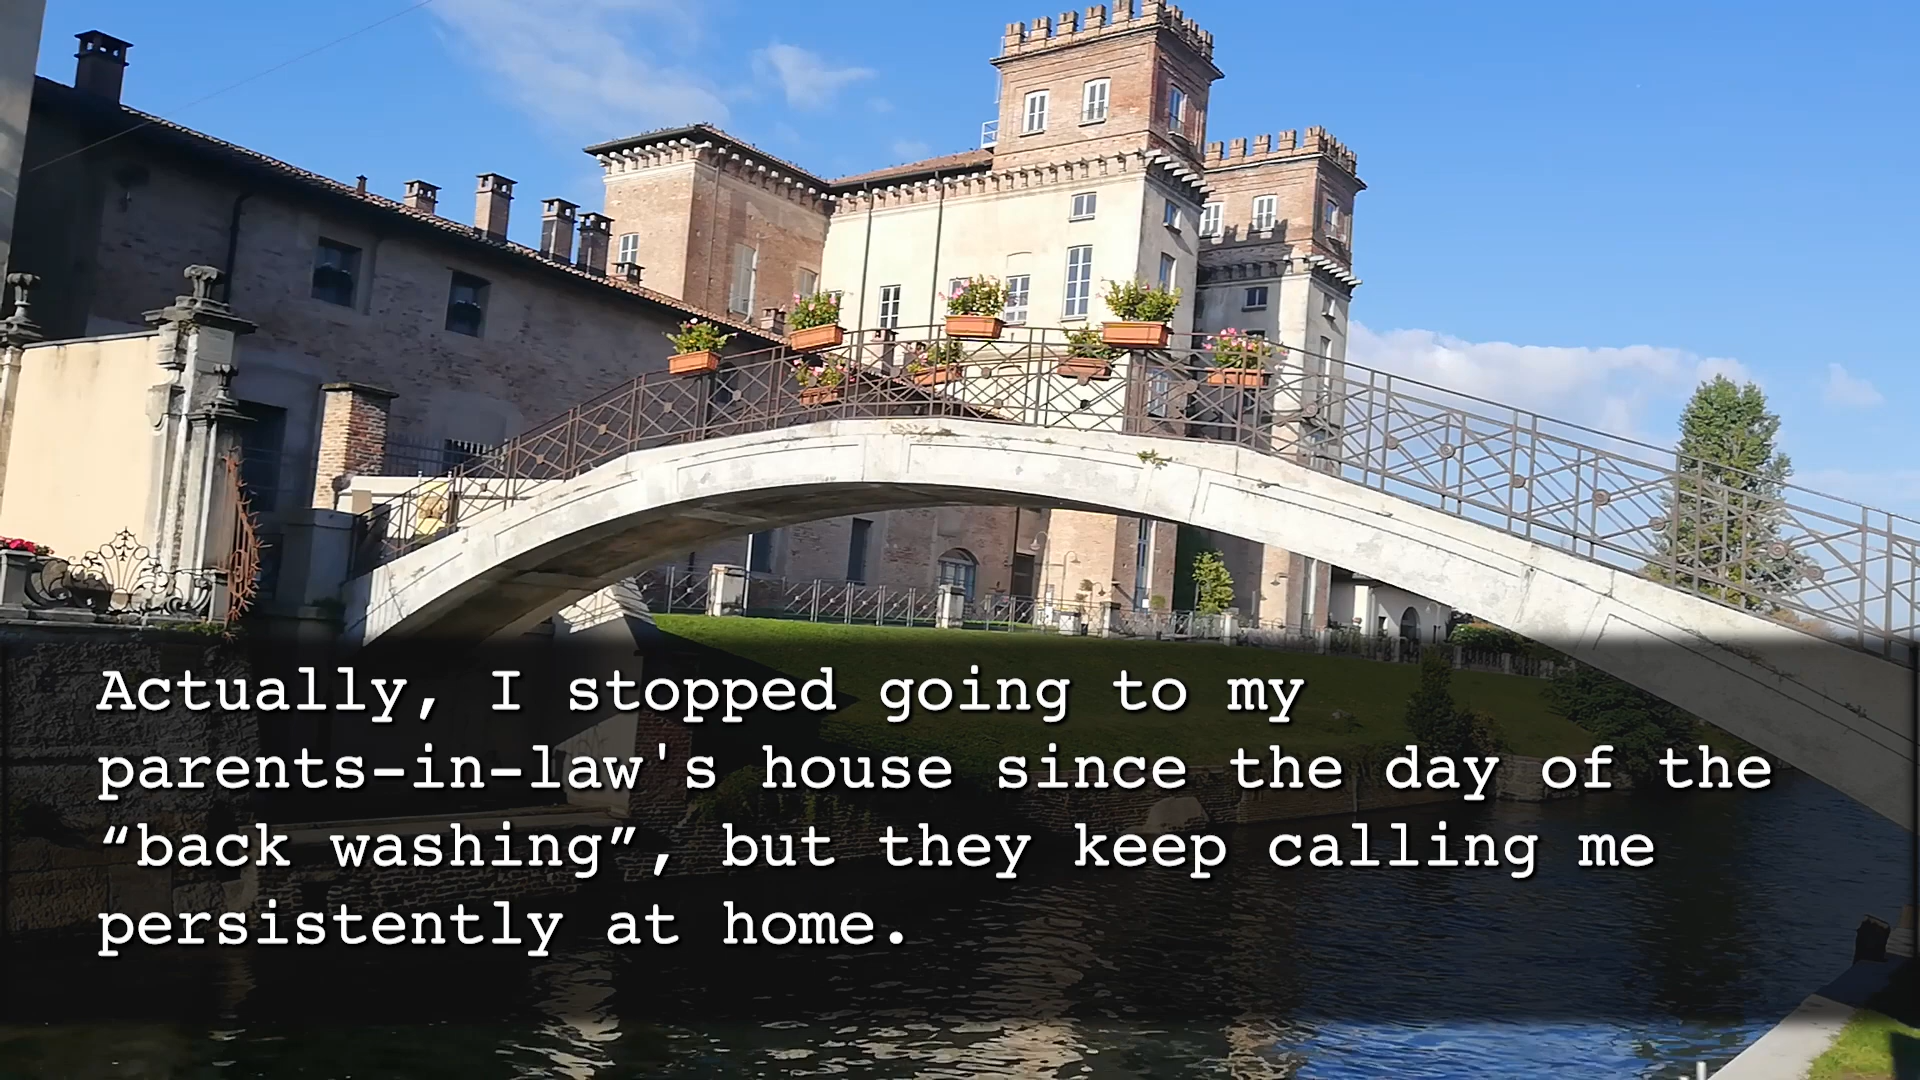 Actually, I stopped going to my
parents-in-law's house since the day of the
“back washing”, but they keep calling me
persistently at home.